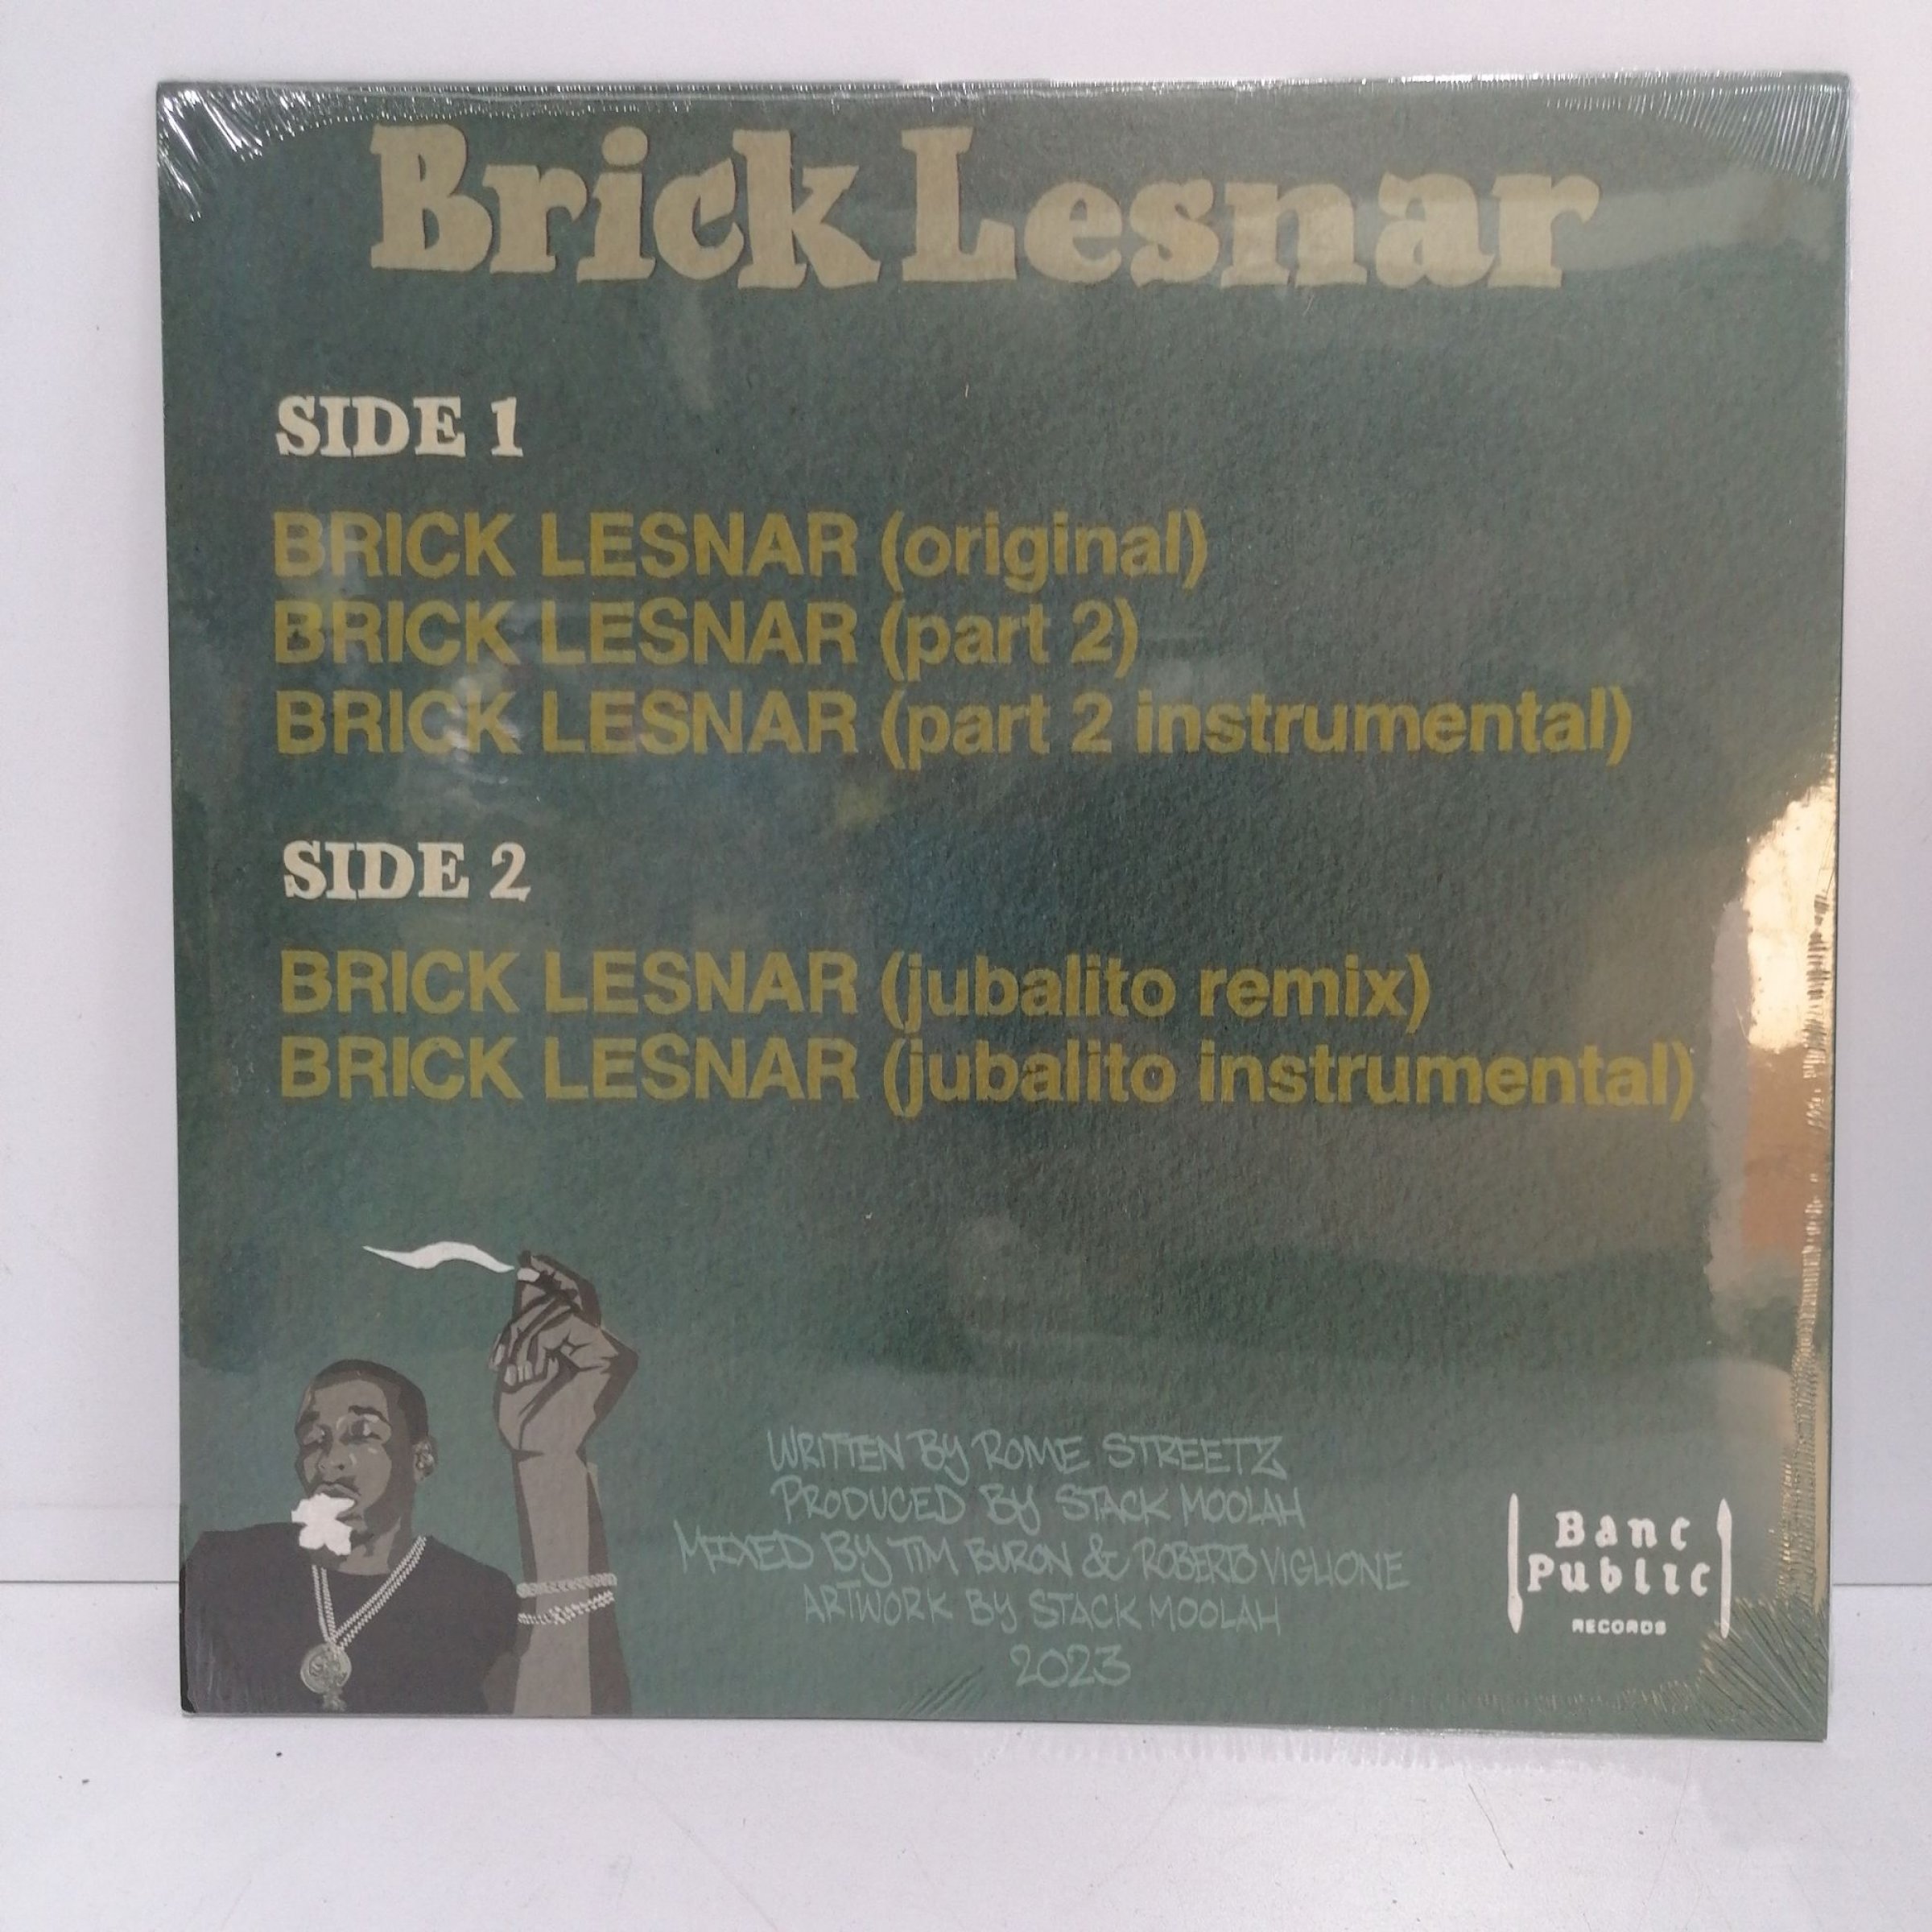 Brick Lesnar
SIDE 1
BRICK LESNAR (original)
BRICK LESNAR (part 2)
BRICK LESNAR (part 2 instrumental)
SIDE 2
BRICK LESNAR (jubalito remix)
BRICK LESNAR (jubalito instrumental)
WRITTEN BY ROME STREETZ
PRODUCED BY STACK MOOLAH
MIXED BY TIM BURON & ROBERTO VIGLIONE
ARTWORK BY STACK MOOLAH
2023
Banc
Public
RECORDS